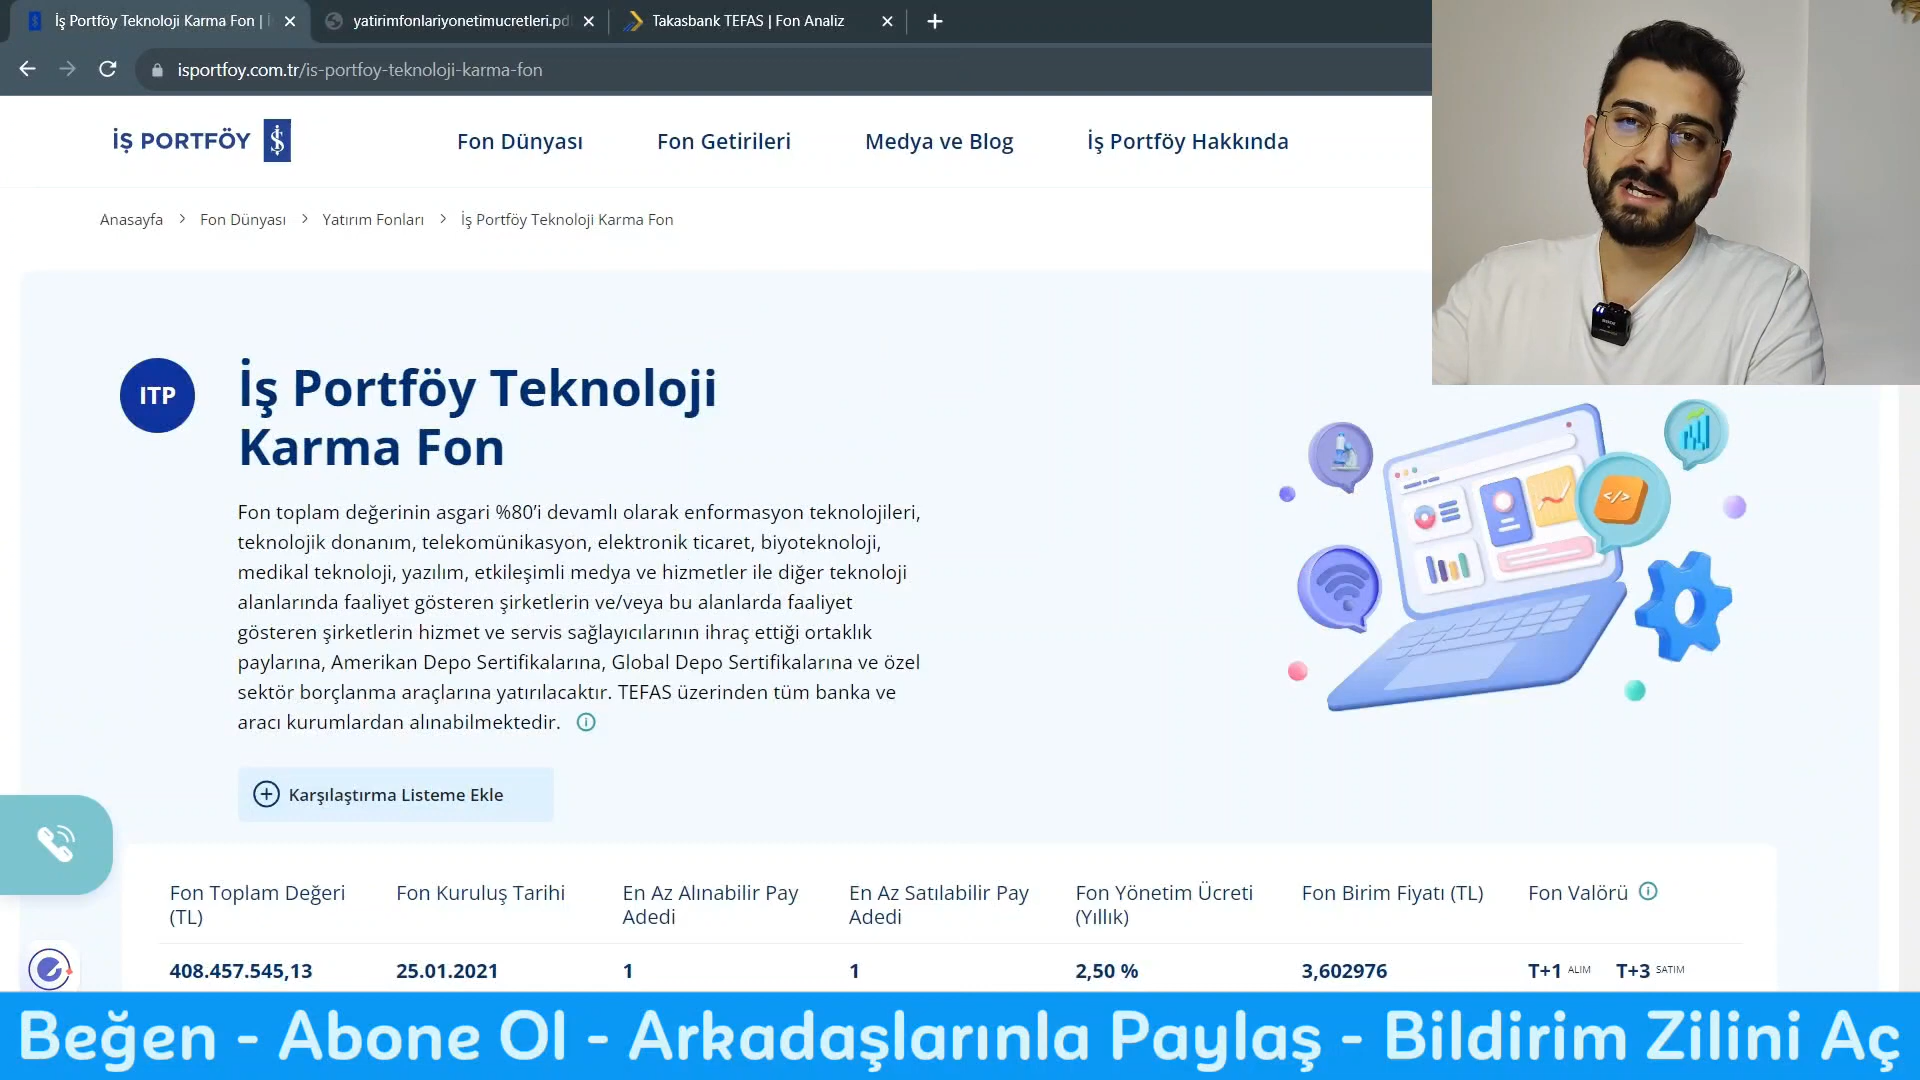 İş Portföy Teknoloji Karma Fon |
yatirimfonlariyonetimucretleri.pd
Takasbank TEFAS | Fon Analiz
isportfoy.com.tr/is-portfoy-teknoloji-karma-fon
İŞ PORTFÖY
Fon Dünyası
Fon Getirileri
Medya ve Blog
İş Portföy Hakkında
Anasayfa > Fon Dünyası > Yatırım Fonları > İş Portföy Teknoloji Karma Fon
ITP
İş Portföy Teknoloji
Karma Fon
Fon toplam değerinin asgari %80’i devamlı olarak enformasyon teknolojileri,
teknolojik donanım, telekomünikasyon, elektronik ticaret, biyoteknoloji,
medikal teknoloji, yazılım, etkileşimli medya ve hizmetler ile diğer teknoloji
alanlarında faaliyet gösteren şirketlerin ve/veya bu alanlarda faaliyet
gösteren şirketlerin hizmet ve servis sağlayıcılarının ihraç ettiği ortaklık
paylarına, Amerikan Depo Sertifikalarına, Global Depo Sertifikalarına ve özel
sektör borçlanma araçlarına yatırılacaktır. TEFAS üzerinden tüm banka ve
aracı kurumlardan alınabilmektedir.
</>
Karşılaştırma Listeme Ekle
Fon Toplam Değeri
(TL)
408.457.545,13
Fon Kuruluş Tarihi
25.01.2021
En Az Alınabilir Pay
Adedi
1
En Az Satılabilir Pay
Adedi
1
Fon Yönetim Ücreti
(Yıllık)
2,50 %
Fon Birim Fiyatı (TL)
3,602976
Fon Valörü
T+1 ALIM T+3 SATIM
Beğen - Abone Ol - Arkadaşlarınla Paylaş - Bildirim Zilini Aç